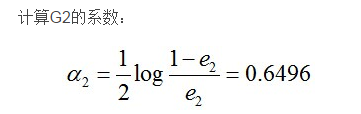 计算G2的系数：
α₂ = 1/2 log (1−e₂)/e₂ = 0.6496